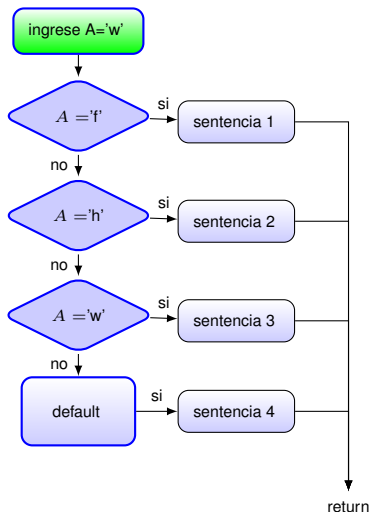 ingrese A='w'
A ='f'
si
sentencia 1
no
A ='h'
si
sentencia 2
no
A ='w'
si
sentencia 3
no
default
si
sentencia 4
return